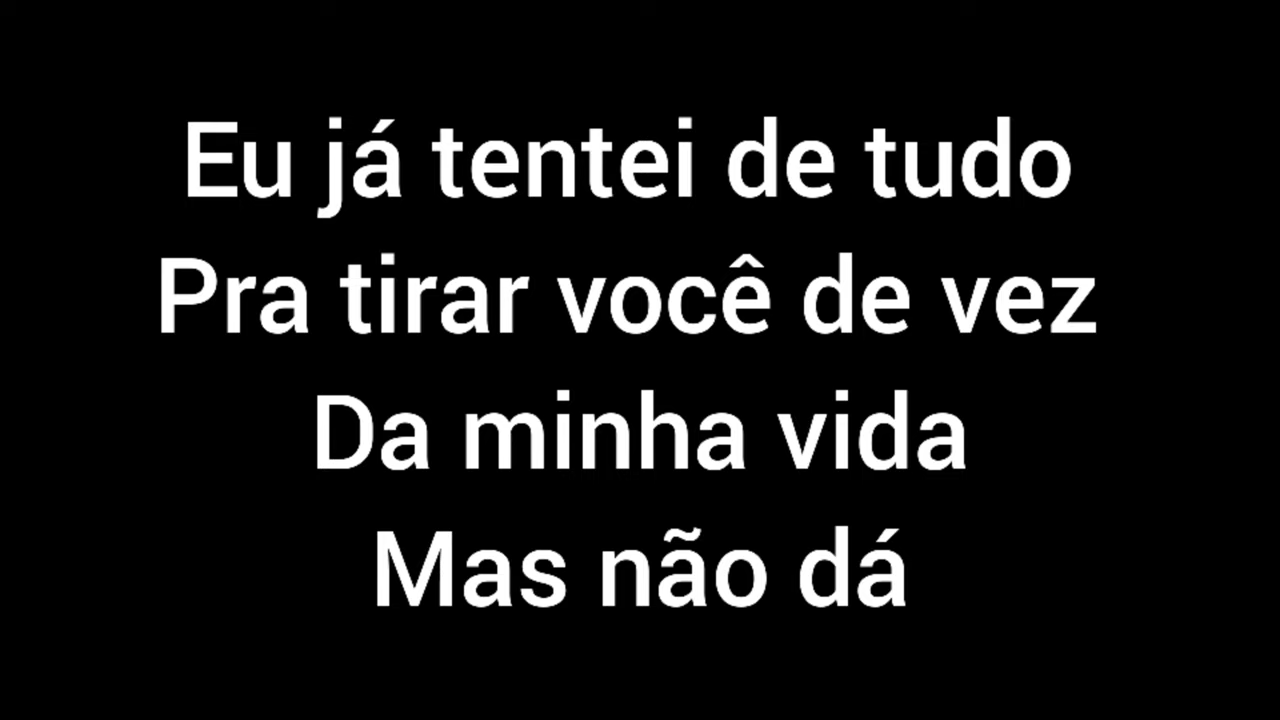 Eu já tentei de tudo
Pra tirar você de vez
Da minha vida
Mas não dá